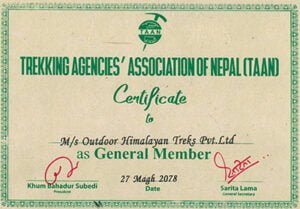 TAAN
TREKKING AGENCIES' ASSOCIATION OF NEPAL (TAAN)
Certificate
to
M/s Outdoor Himalayan Treks Pvt.Ltd
as General Member
Khum Bahadur Subedi
President
27 Magh 2078
Date
Sarita Lama
General Secretary